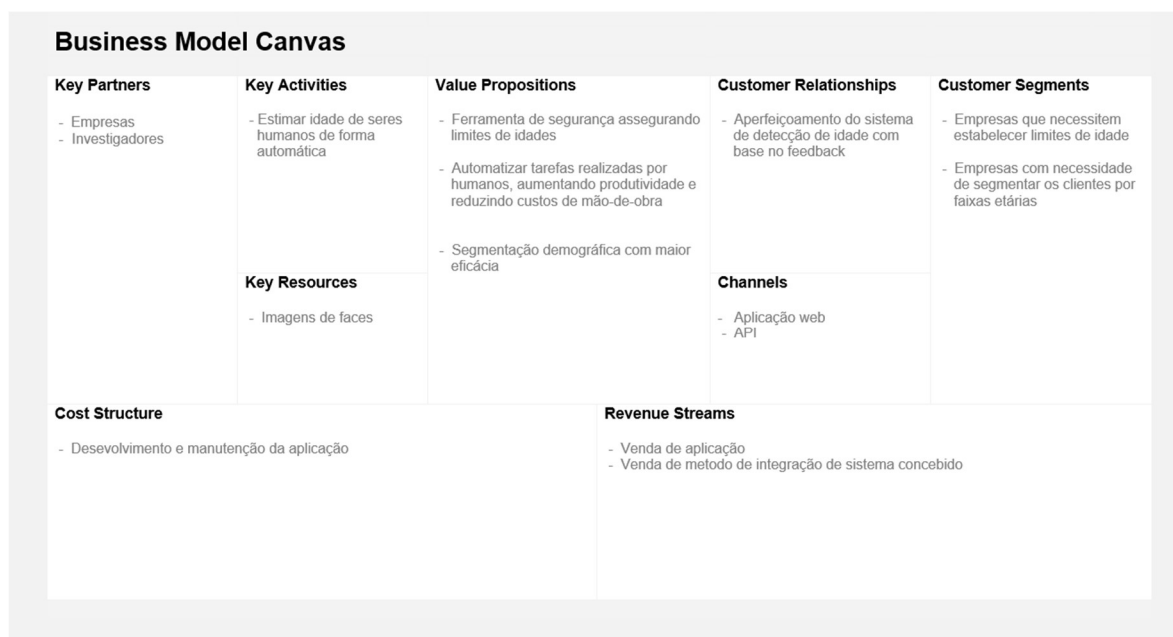 Business Model Canvas
Key Partners
- Empresas
- Investigadores
Key Activities
- Estimar idade de seres
humanos de forma
automática
Key Resources
- Imagens de faces
Value Propositions
- Ferramenta de segurança assegurando
limites de idades
- Automatizar tarefas realizadas por
humanos, aumentando produtividade e
reduzindo custos de mão-de-obra
- Segmentação demográfica com maior
eficácia
Customer Relationships
- Aperfeiçoamento do sistema
de detecção de idade com
base no feedback
Channels
- Aplicação web
- API
Customer Segments
- Empresas que necessitem
estabelecer limites de idade
- Empresas com necessidade
de segmentar os clientes por
faixas etárias
Cost Structure
- Desevolvimento e manutenção da aplicação
Revenue Streams
- Venda de aplicação
- Venda de metodo de integração de sistema concebido